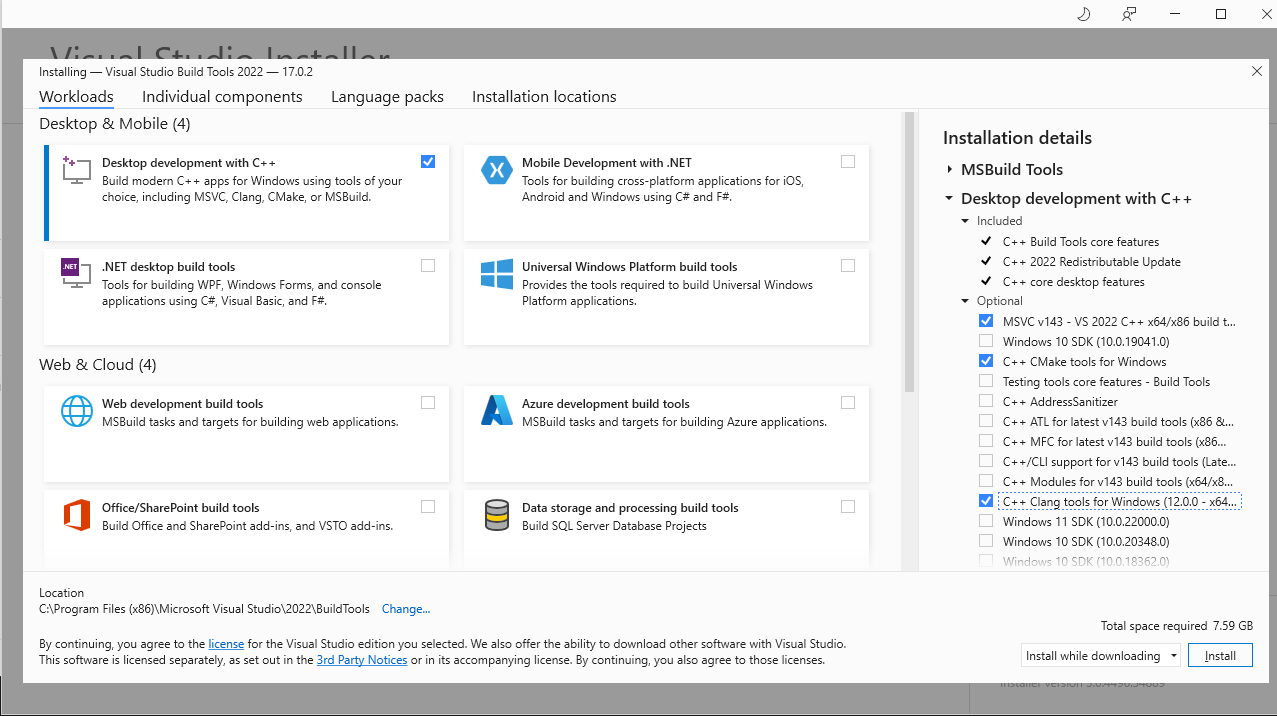 Visual Studio Installer
Installing — Visual Studio Build Tools 2022 — 17.0.2
Workloads
Individual components
Language packs
Installation locations
Desktop & Mobile (4)
Desktop development with C++
Build modern C++ apps for Windows using tools of your
choice, including MSVC, Clang, CMake, or MSBuild.
Mobile Development with .NET
Tools for building cross-platform applications for iOS,
Android and Windows using C# and F#.
.NET
.NET desktop build tools
Tools for building WPF, Windows Forms, and console
applications using C#, Visual Basic, and F#.
Universal Windows Platform build tools
Provides the tools required to build Universal Windows
Platform applications.
Web & Cloud (4)
Web development build tools
MSBuild tasks and targets for building web applications.
Azure development build tools
MSBuild tasks and targets for building Azure applications.
Office/SharePoint build tools
Build Office and SharePoint add-ins, and VSTO add-ins.
Data storage and processing build tools
Build SQL Server Database Projects
Installation details
MSBuild Tools
Desktop development with C++
Included
C++ Build Tools core features
C++ 2022 Redistributable Update
C++ core desktop features
Optional
MSVC v143 - VS 2022 C++ x64/x86 build t...
Windows 10 SDK (10.0.19041.0)
C++ CMake tools for Windows
Testing tools core features - Build Tools
C++ AddressSanitizer
C++ ATL for latest v143 build tools (x86 &...
C++ MFC for latest v143 build tools (x86...
C++/CLI support for v143 build tools (Late...
C++ Modules for v143 build tools (x64/x8...
C++ Clang tools for Windows (12.0.0 - x64...
Windows 11 SDK (10.0.22000.0)
Windows 10 SDK (10.0.20348.0)
Windows 10 SDK (10.0.18362.0)
Location
C:\Program Files (x86)\Microsoft Visual Studio\2022\BuildTools Change...
By continuing, you agree to the license for the Visual Studio edition you selected. We also offer the ability to download other software with Visual Studio.
This software is licensed separately, as set out in the 3rd Party Notices or in its accompanying license. By continuing, you also agree to those licenses.
Total space required 7.59 GB
Install while downloading
Install